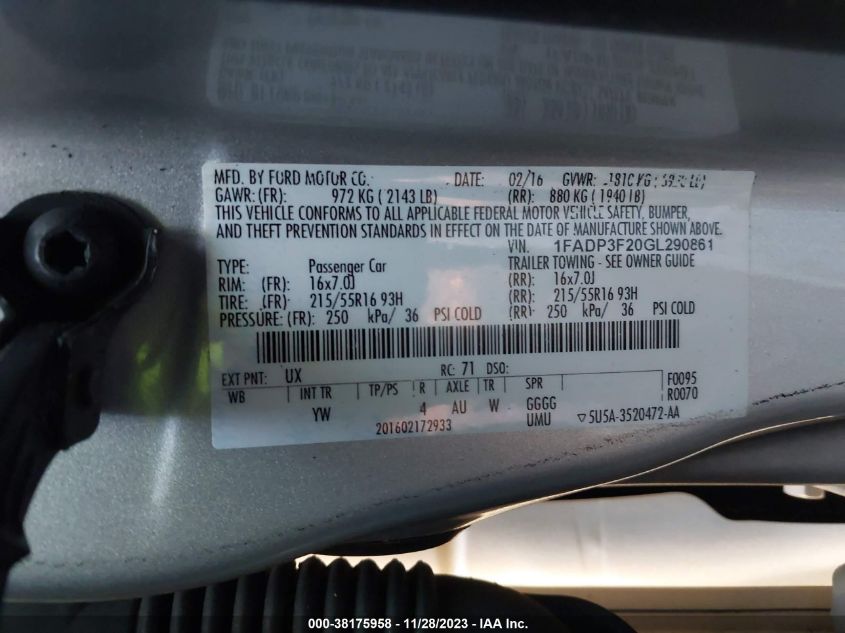 MFD. BY FORD MOTOR CO. DATE: 02/16 GVWR:
GAWR: (FR): 972 KG ( 2143 LB) (RR): 880 KG ( 1940 LB)
THIS VEHICLE CONFORMS TO ALL APPLICABLE FEDERAL MOTOR VEHICLE SAFETY, BUMPER,
AND THEFT PREVENTION STANDARDS IN EFFECT ON THE DATE OF MANUFACTURE SHOWN ABOVE.
VIN. 1FADP3F20GL290861
TYPE: Passenger Car TRAILER TOWING - SEE OWNER GUIDE
RIM: (FR): 16x7.0J (RR): 16x7.0J
TIRE: (FR): 215/55R16 93H (RR): 215/55R16 93H
PRESSURE: (FR): 250 kPa/ 36 PSI COLD (RR): 250 kPa/ 36 PSI COLD
EXT PNT: UX RC: 71 DSO: F0095
WB INT TR TP/PS R AXLE TR SPR R0070
YW 4 AU W GGGG
UMU ▽5U5A-3520472-AA
201602172933
000-38175958 - 11/28/2023 - IAA Inc.